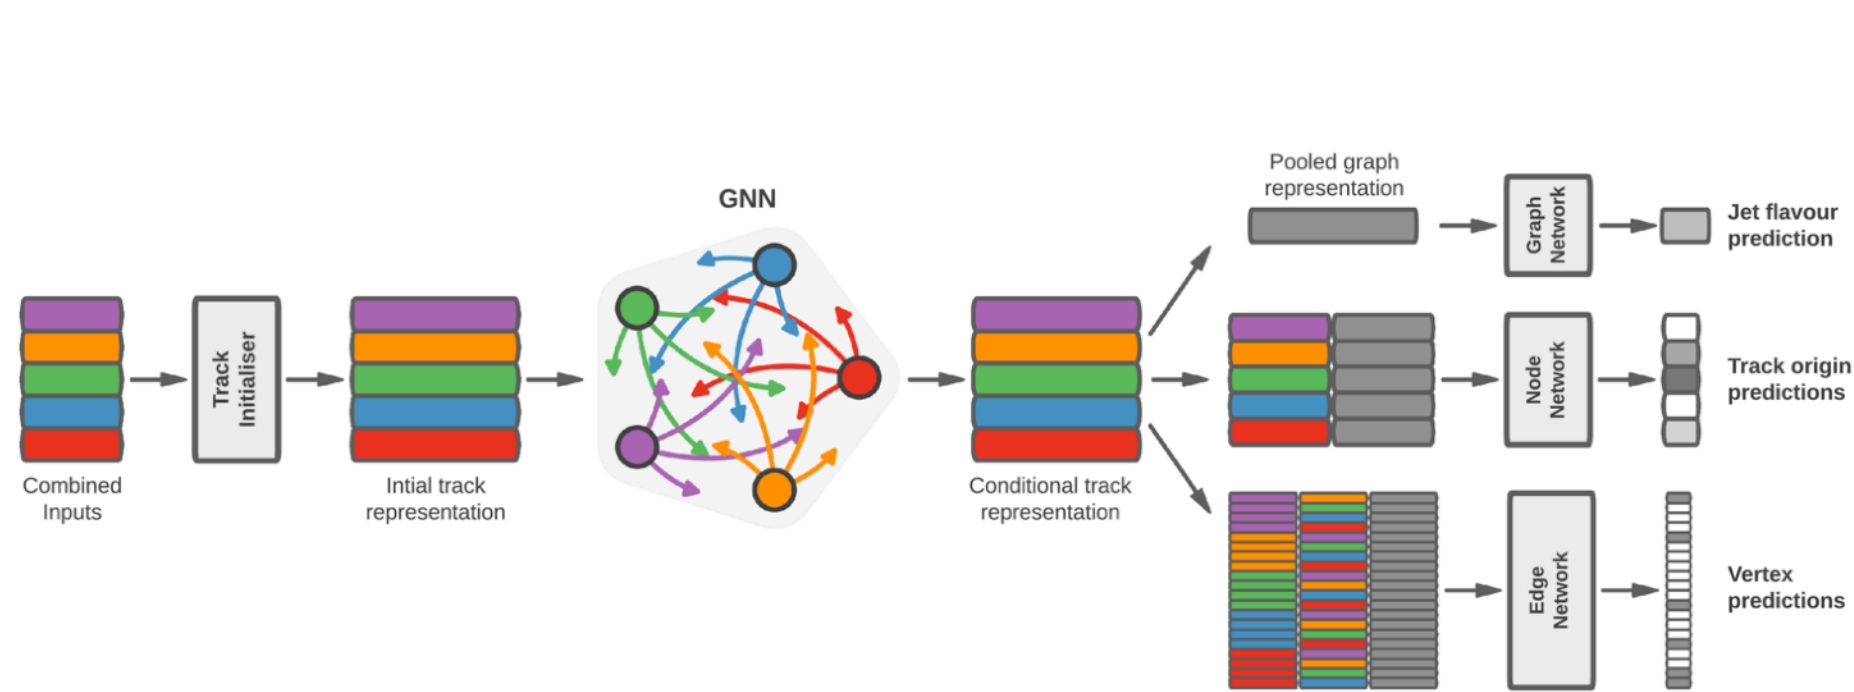 Combined
Inputs
Track
Initialiser
Intial track
representation
GNN
Conditional track
representation
Pooled graph
representation
Graph
Network
Jet flavour
prediction
Node
Network
Track origin
predictions
Edge
Network
Vertex
predictions